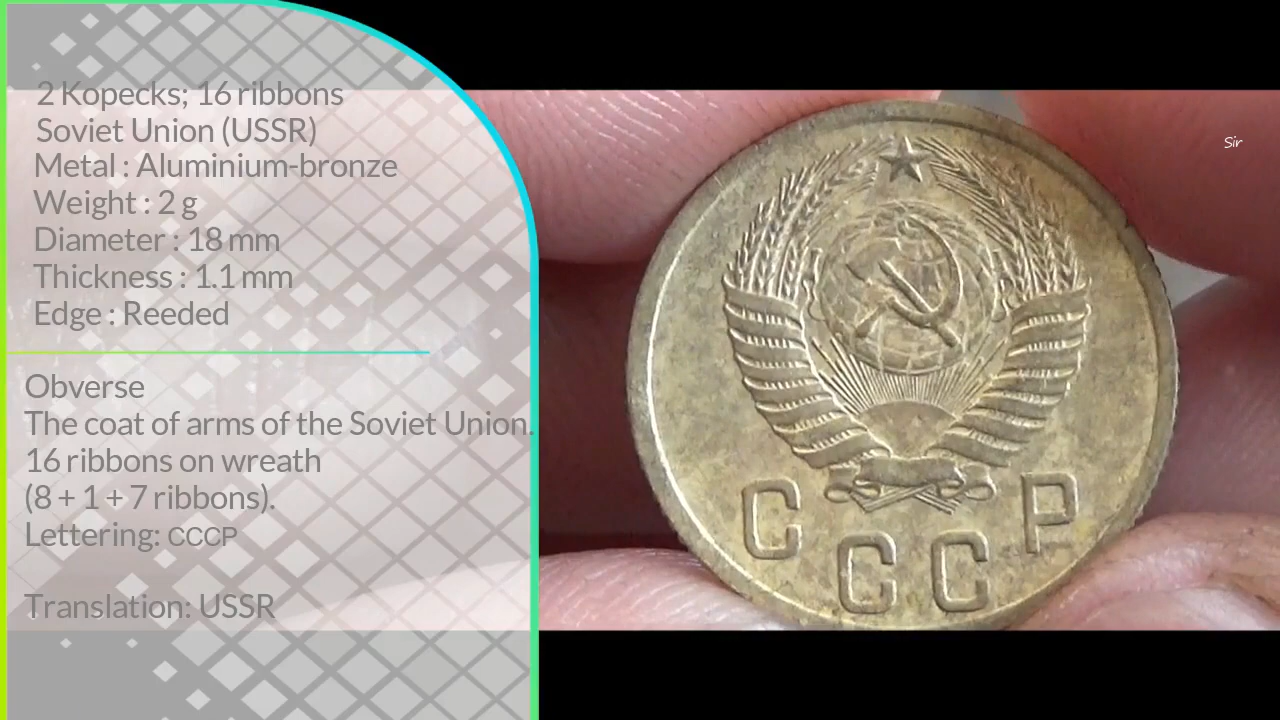 2 Kopecks; 16 ribbons
Soviet Union (USSR)
Metal : Aluminium-bronze
Weight : 2 g
Diameter : 18 mm
Thickness : 1.1 mm
Edge : Reeded
Obverse
The coat of arms of the Soviet Union.
16 ribbons on wreath
(8 + 1 + 7 ribbons).
Lettering: CCCP
Translation: USSR
Sir
СССР